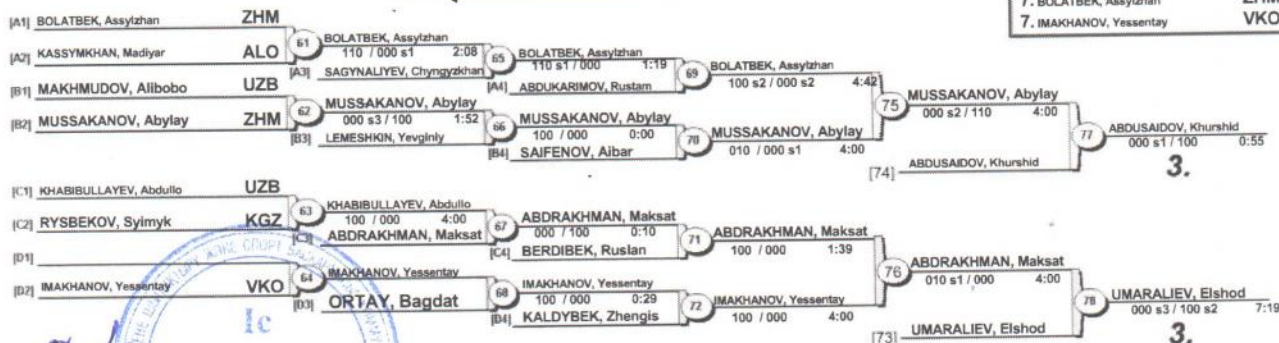 7. BOLATBEK, Assylzhan ZHM
7. IMAKHANOV, Yessentay VKO
[A1] BOLATBEK, Assylzhan ZHM
[A2] KASSYMKHAN, Madiyar ALO
61 BOLATBEK, Assylzhan
110 / 000 s1 2:08
[A3] SAGYNALIYEV, Chyngyzkhan
65 BOLATBEK, Assylzhan
110 s1 / 000 1:19
[A4] ABDUKARIMOV, Rustam
69 BOLATBEK, Assylzhan
100 s2 / 000 s2 4:42
[B1] MAKHMUDOV, Alibobo UZB
[B2] MUSSAKANOV, Abylay ZHM
62 MUSSAKANOV, Abylay
000 s3 / 100 1:52
[B3] LEMESHKIN, Yevginiy
66 MUSSAKANOV, Abylay
100 / 000 0:00
[B4] SAIFENOV, Aibar
70 MUSSAKANOV, Abylay
010 / 000 s1 4:00
75 MUSSAKANOV, Abylay
000 s2 / 110 4:00
[74] ABDUSAIDOV, Khurshid
77 ABDUSAIDOV, Khurshid
000 s1 / 100 0:55
3.
[C1] KHABIBULLAYEV, Abdullo UZB
[C2] RYSBEKOV, Syimyk KGZ
63 KHABIBULLAYEV, Abdullo
100 / 000 4:00
[C3] ABDRAKHMAN, Maksat
67 ABDRAKHMAN, Maksat
000 / 100 0:10
[C4] BERDIBEK, Ruslan
71 ABDRAKHMAN, Maksat
100 / 000 1:39
[D1]
[D2] IMAKHANOV, Yessentay VKO
64 IMAKHANOV, Yessentay
[D3] ORTAY, Bagdat
68 IMAKHANOV, Yessentay
100 / 000 0:29
[D4] KALDYBEK, Zhengis
72 IMAKHANOV, Yessentay
100 / 000 4:00
76 ABDRAKHMAN, Maksat
010 s1 / 000 4:00
[73] UMARALIEV, Elshod
78 UMARALIEV, Elshod
000 s3 / 100 s2 7:19
3.